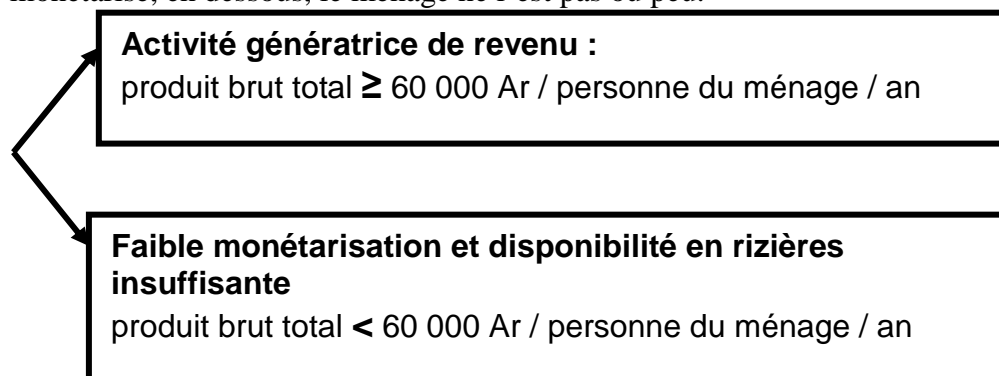 Activité génératrice de revenu :
produit brut total ≥ 60 000 Ar / personne du ménage / an
Faible monétarisation et disponibilité en rizières
insuffisante
produit brut total < 60 000 Ar / personne du ménage / an